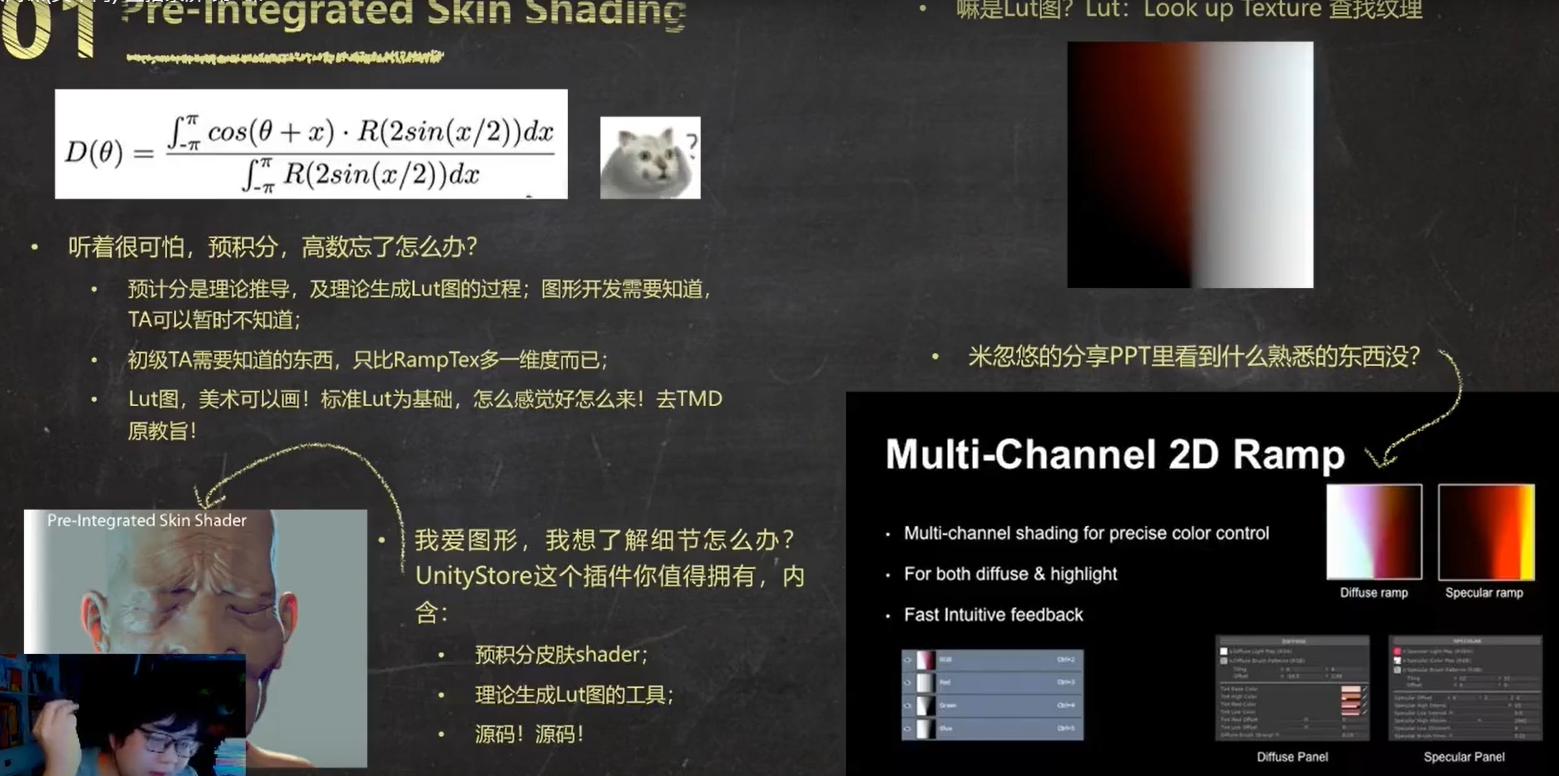 01 Pre-Integrated Skin Shading
D(θ) = ∫-π^π cos(θ + x) · R(2sin(x/2))dx / ∫-π^π R(2sin(x/2))dx
?
• 听着很可怕，预积分，高数忘了怎么办？
• 预计分是理论推导，及理论生成Lut图的过程；图形开发需要知道，
TA可以暂时不知道；
• 初级TA需要知道的东西，只比RampTex多一维度而已；
• Lut图，美术可以画！标准Lut为基础，怎么感觉好怎么来！去TMD
原教旨！
Pre-Integrated Skin Shader
• 我爱图形，我想了解细节怎么办？
UnityStore这个插件你值得拥有，内
含：
• 预积分皮肤shader；
• 理论生成Lut图的工具；
• 源码！源码！
• 嘛是Lut图？Lut：Look up Texture 查找纹理
• 米忽悠的分享PPT里看到什么熟悉的东西没？
Multi-Channel 2D Ramp
• Multi-channel shading for precise color control
• For both diffuse & highlight
• Fast Intuitive feedback
Diffuse ramp
Specular ramp
RGB Ctrl+2
Red Ctrl+3
Green Ctrl+4
Blue Ctrl+5
Diffuse Panel
Specular Panel